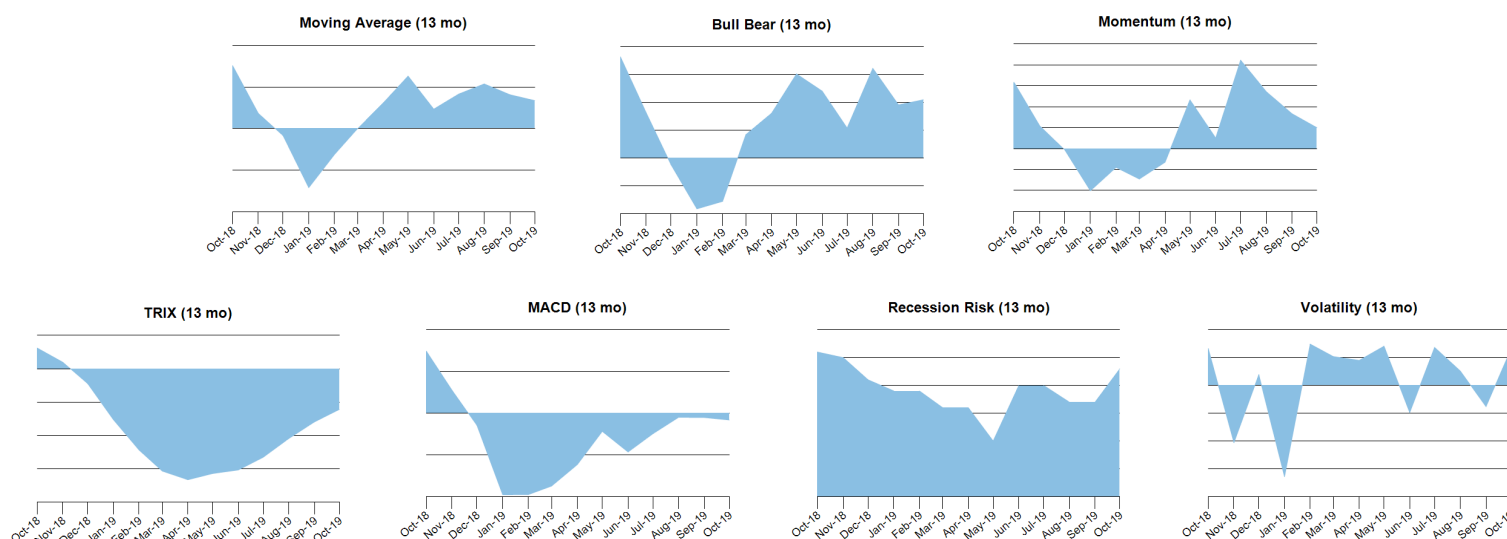 Moving Average (13 mo)
Oct-18 Nov-18 Dec-18 Jan-19 Feb-19 Mar-19 Apr-19 May-19 Jun-19 Jul-19 Aug-19 Sep-19 Oct-19
Bull Bear (13 mo)
Oct-18 Nov-18 Dec-18 Jan-19 Feb-19 Mar-19 Apr-19 May-19 Jun-19 Jul-19 Aug-19 Sep-19 Oct-19
Momentum (13 mo)
Oct-18 Nov-18 Dec-18 Jan-19 Feb-19 Mar-19 Apr-19 May-19 Jun-19 Jul-19 Aug-19 Sep-19 Oct-19
TRIX (13 mo)
Oct-18 Nov-18 Dec-18 Jan-19 Feb-19 Mar-19 Apr-19 May-19 Jun-19 Jul-19 Aug-19 Sep-19 Oct-19
MACD (13 mo)
Oct-18 Nov-18 Dec-18 Jan-19 Feb-19 Mar-19 Apr-19 May-19 Jun-19 Jul-19 Aug-19 Sep-19 Oct-19
Recession Risk (13 mo)
Oct-18 Nov-18 Dec-18 Jan-19 Feb-19 Mar-19 Apr-19 May-19 Jun-19 Jul-19 Aug-19 Sep-19 Oct-19
Volatility (13 mo)
Oct-18 Nov-18 Dec-18 Jan-19 Feb-19 Mar-19 Apr-19 May-19 Jun-19 Jul-19 Aug-19 Sep-19